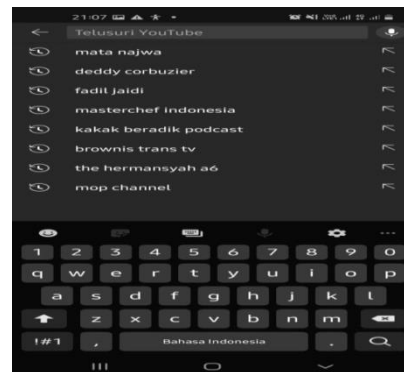 21:07
Telusuri YouTube
mata najwa
deddy corbuzier
fadil jaidi
masterchef indonesia
kakak beradik podcast
brownis trans tv
the hermansyah a6
mop channel
1 2 3 4 5 6 7 8 9 0
q w e r t y u i o p
a s d f g h j k l
z x c v b n m
!#1 , Bahasa Indonesia .